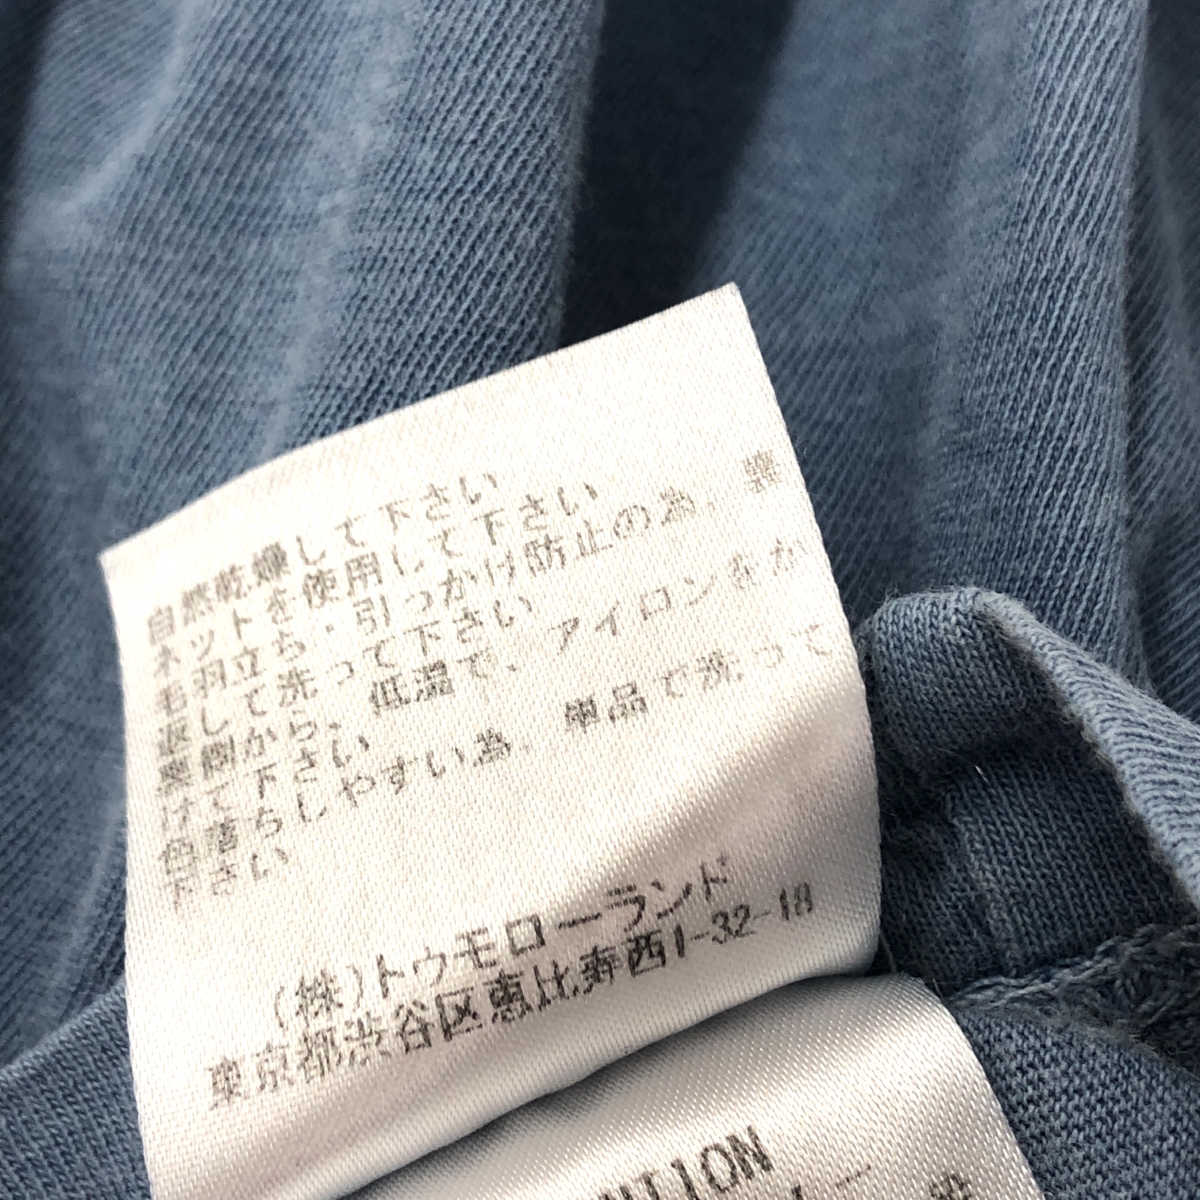 自然乾燥して下さい
ネットを使用して下さい
毛羽立ち・引っかけ防止の為、裏
返して洗って下さい
裏側から、低温で、アイロンをか
けて下さい
色落ちしやすい為、単品で洗って
下さい
(株)トゥモローランド
東京都渋谷区恵比寿西1-32-18